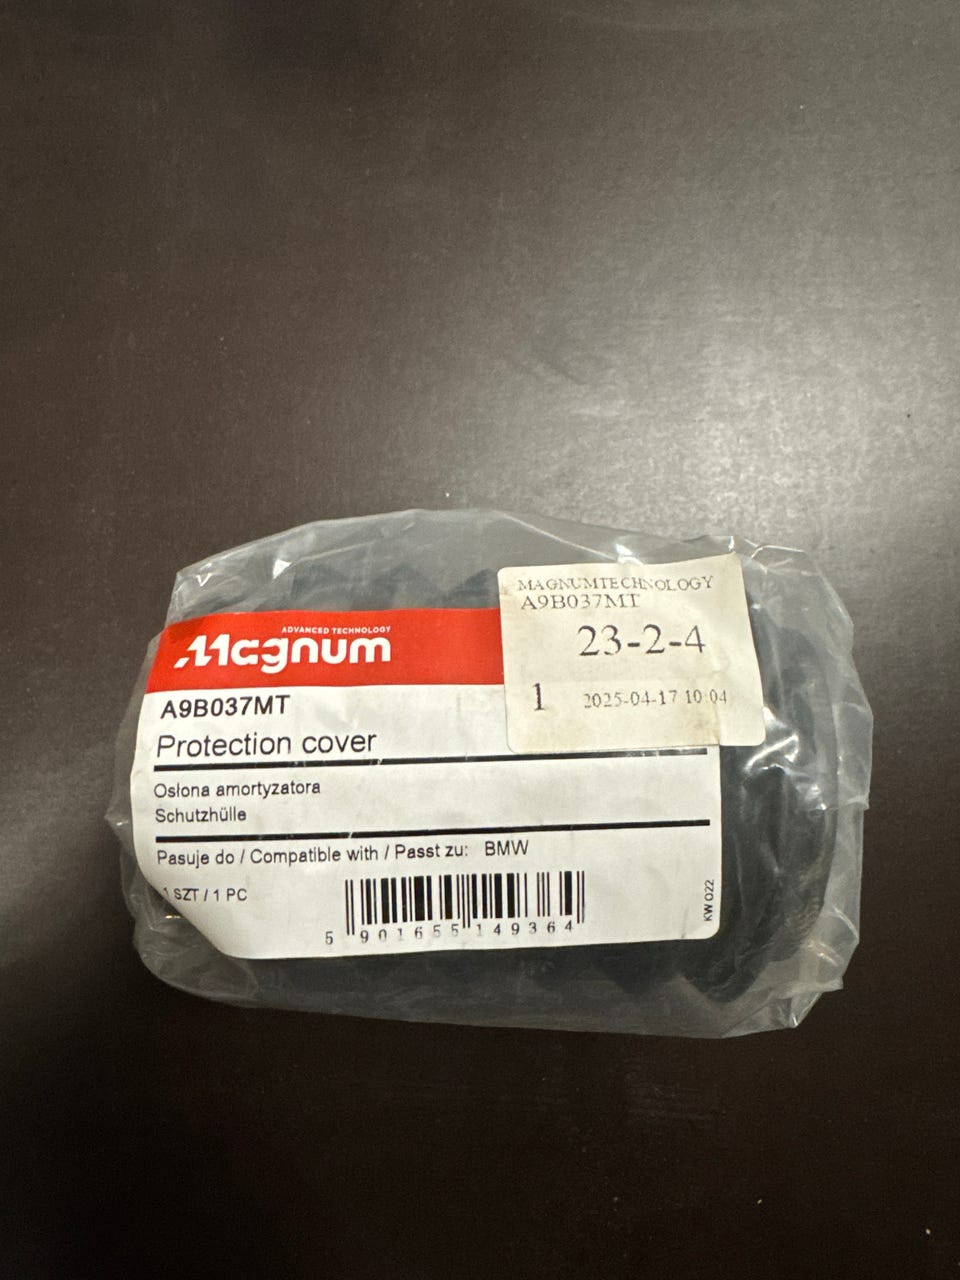 MAGNUMTECHNOLOGY
A9B037MT
23-2-4
1 2025-04-17 10:04
ADVANCED TECHNOLOGY
Magnum
A9B037MT
Protection cover
Osłona amortyzatora
Schutzhülle
Pasuje do / Compatible with / Passt zu: BMW
1 SZT / 1 PC
5 901655 149364
KW 022